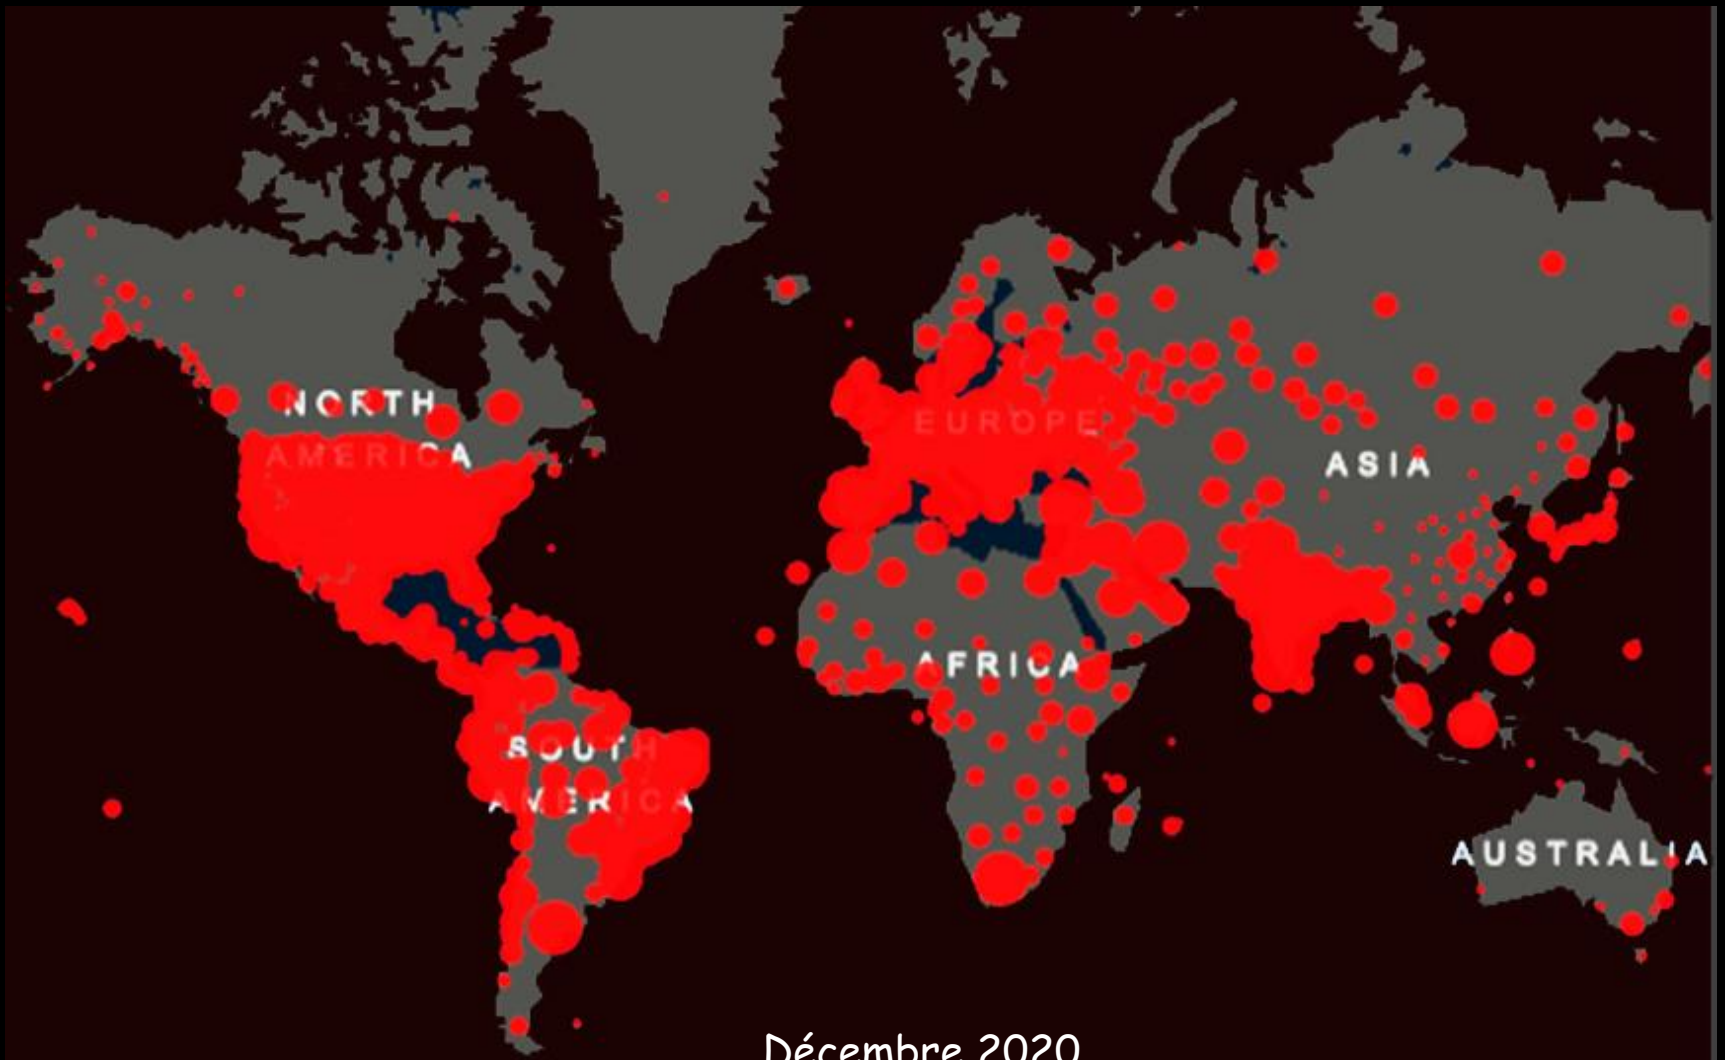 NORTH
AMERICA
EUROPE
ASIA
AFRICA
SOUTH
AMERICA
AUSTRALIA
Décembre 2020